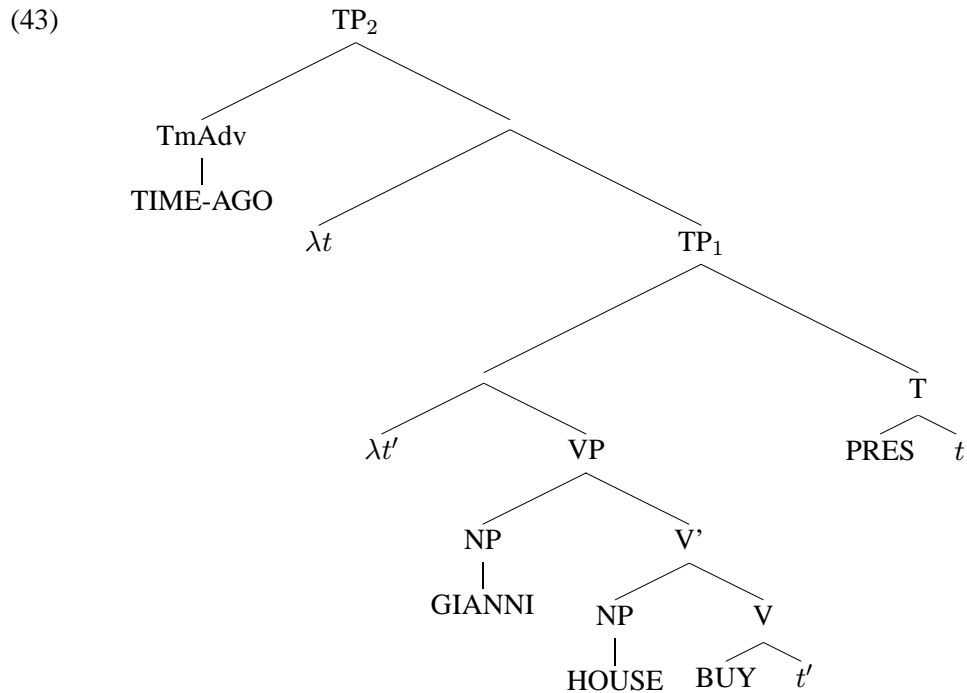 (43) TP₂
TmAdv
TIME-AGO
λt TP₁
T
λt′ VP PRES t
NP V’
GIANNI
NP V
HOUSE BUY t′